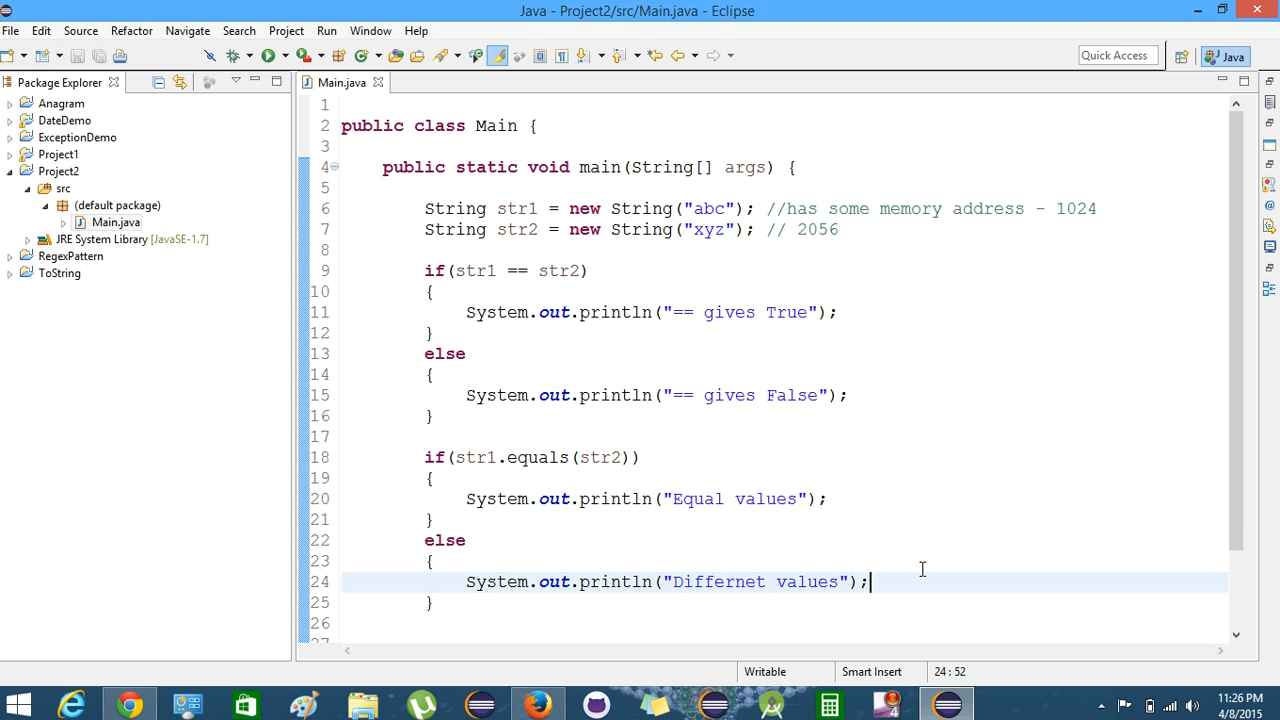 Java - Project2/src/Main.java - Eclipse
File Edit Source Refactor Navigate Search Project Run Window Help
Quick Access
Java
Package Explorer
Anagram
DateDemo
ExceptionDemo
Project1
Project2
src
(default package)
Main.java
JRE System Library [JavaSE-1.7]
RegexPattern
ToString
Main.java
1
2 public class Main {
3
4 public static void main(String[] args) {
5
6 String str1 = new String("abc"); //has some memory address - 1024
7 String str2 = new String("xyz"); // 2056
8
9 if(str1 == str2)
10 {
11 System.out.println("== gives True");
12 }
13 else
14 {
15 System.out.println("== gives False");
16 }
17
18 if(str1.equals(str2))
19 {
20 System.out.println("Equal values");
21 }
22 else
23 {
24 System.out.println("Differnet values");
25 }
26
27
Writable Smart Insert 24 : 52
11:26 PM
4/8/2015